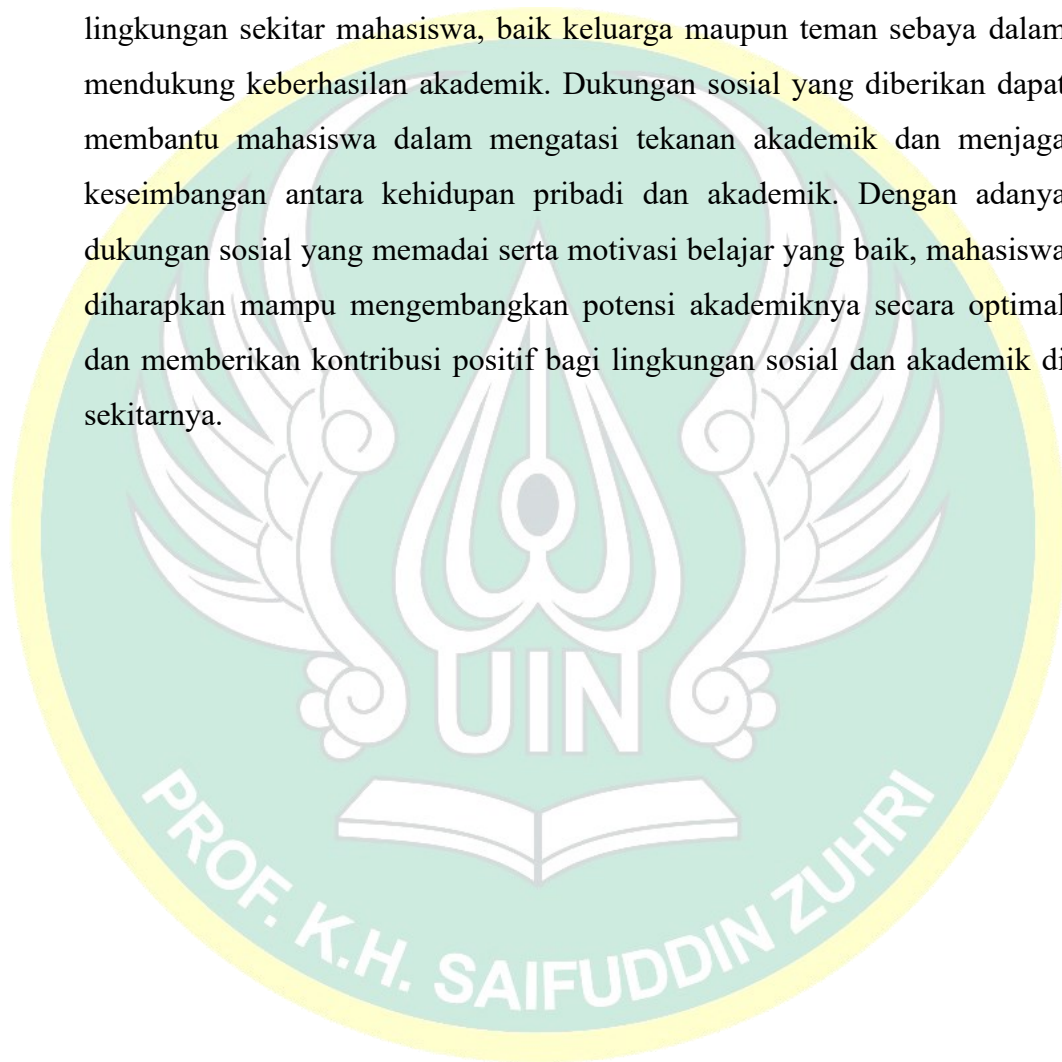 lingkungan sekitar mahasiswa, baik keluarga maupun teman sebaya dalam
mendukung keberhasilan akademik. Dukungan sosial yang diberikan dapat
membantu mahasiswa dalam mengatasi tekanan akademik dan menjaga
keseimbangan antara kehidupan pribadi dan akademik. Dengan adanya
dukungan sosial yang memadai serta motivasi belajar yang baik, mahasiswa
diharapkan mampu mengembangkan potensi akademiknya secara optimal
dan memberikan kontribusi positif bagi lingkungan sosial dan akademik di
sekitarnya.
UIN
PROF. K.H. SAIFUDDIN ZUHRI